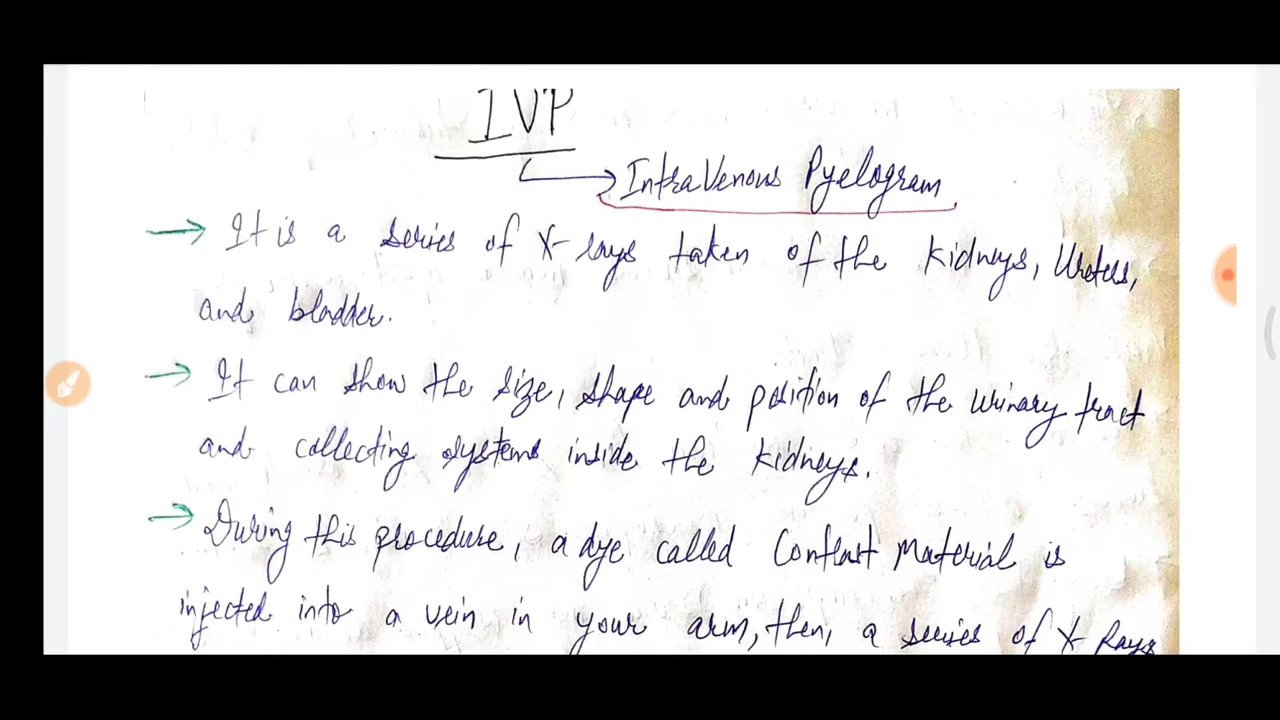 IVP
→ IntraVenous Pyelogram
→ It is a series of X-rays taken of the kidneys, Ureters,
and bladder.
→ It can show the size, shape and position of the urinary tract
and collecting systems inside the kidneys.
→ During this procedure, a dye called Contrast Material is
injected into a vein in your arm, then, a series of X-Rays